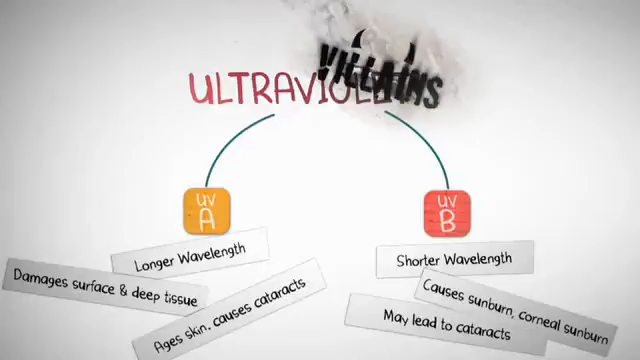 ULTRAVIOLET
VILLAINS
UV
A
Longer Wavelength
Damages surface & deep tissue
Ages skin, causes cataracts
UV
B
Shorter Wavelength
Causes sunburn, corneal sunburn
May lead to cataracts